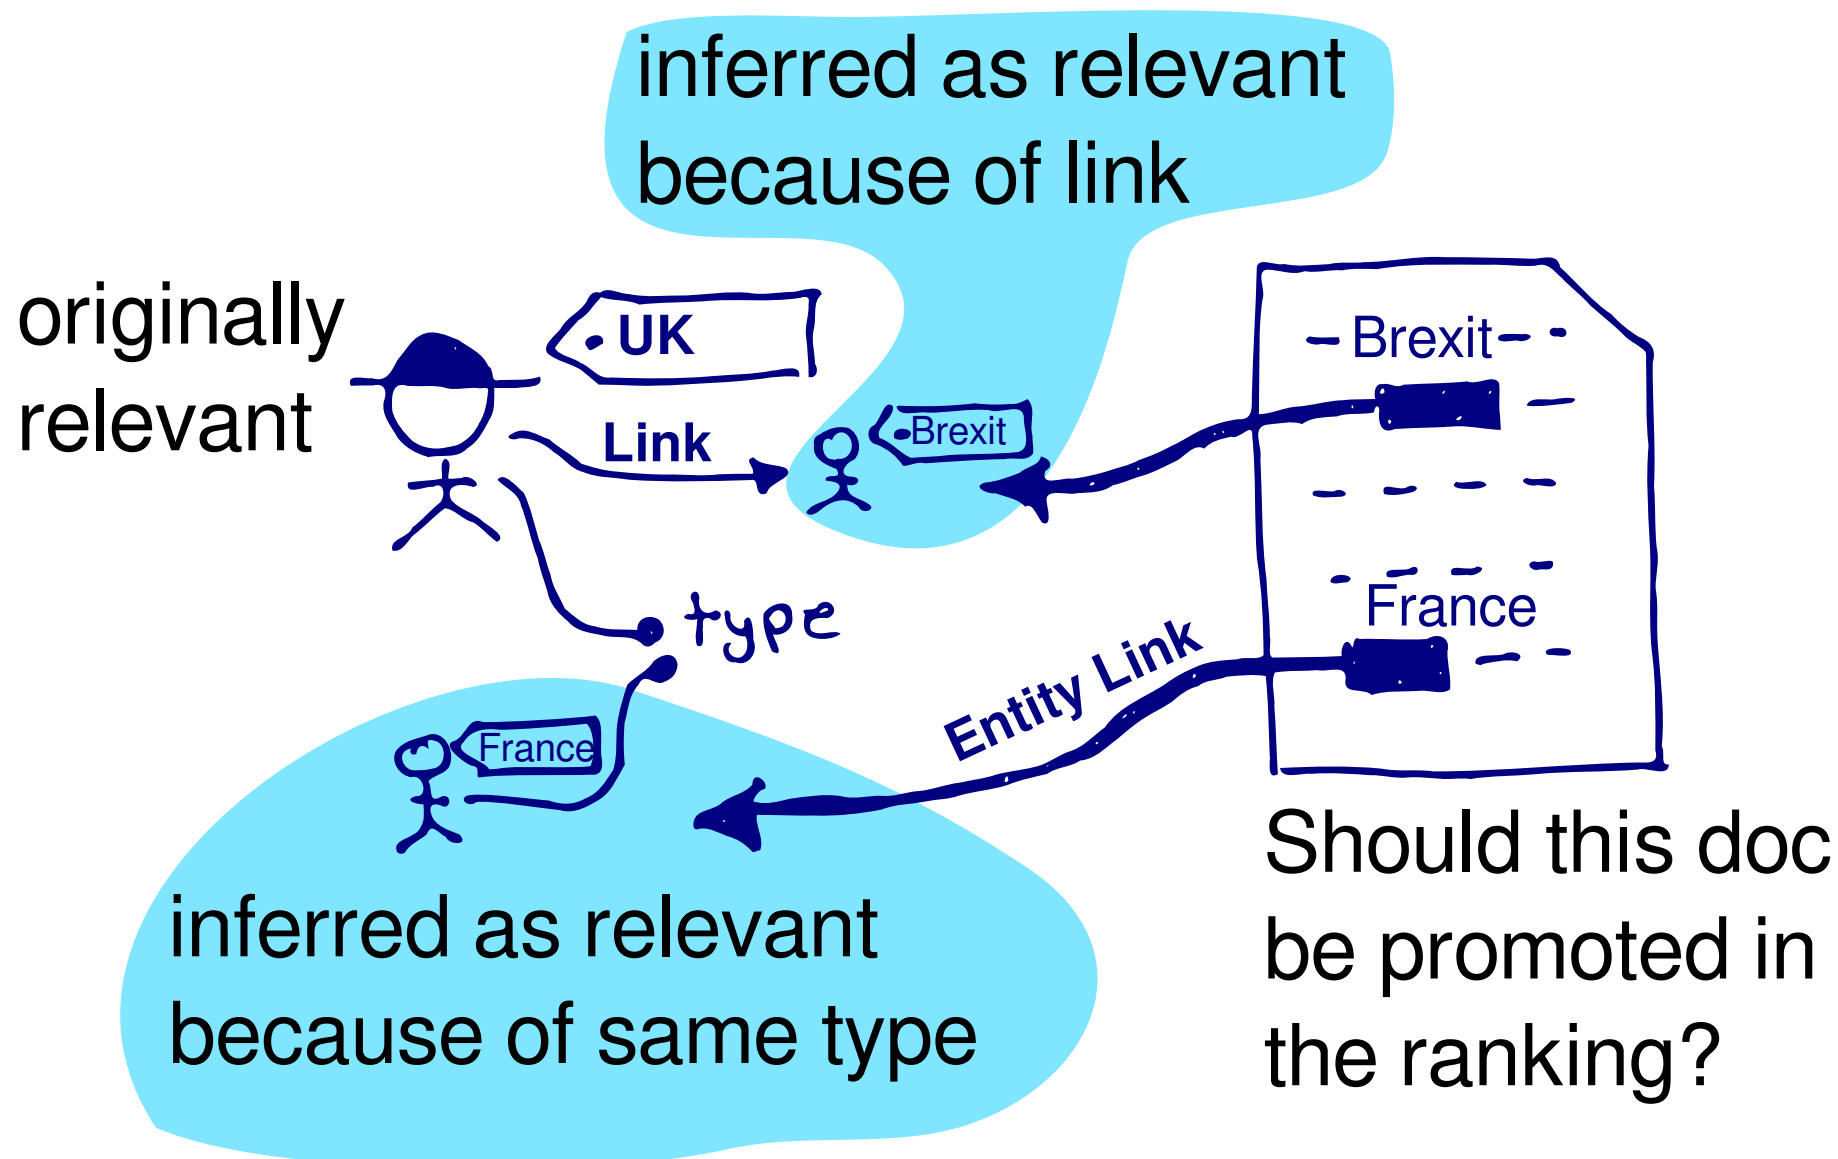 inferred as relevant
because of link
originally
relevant
UK
Link
Brexit
Brexit
type
France
Entity Link
France
inferred as relevant
because of same type
Should this doc
be promoted in
the ranking?